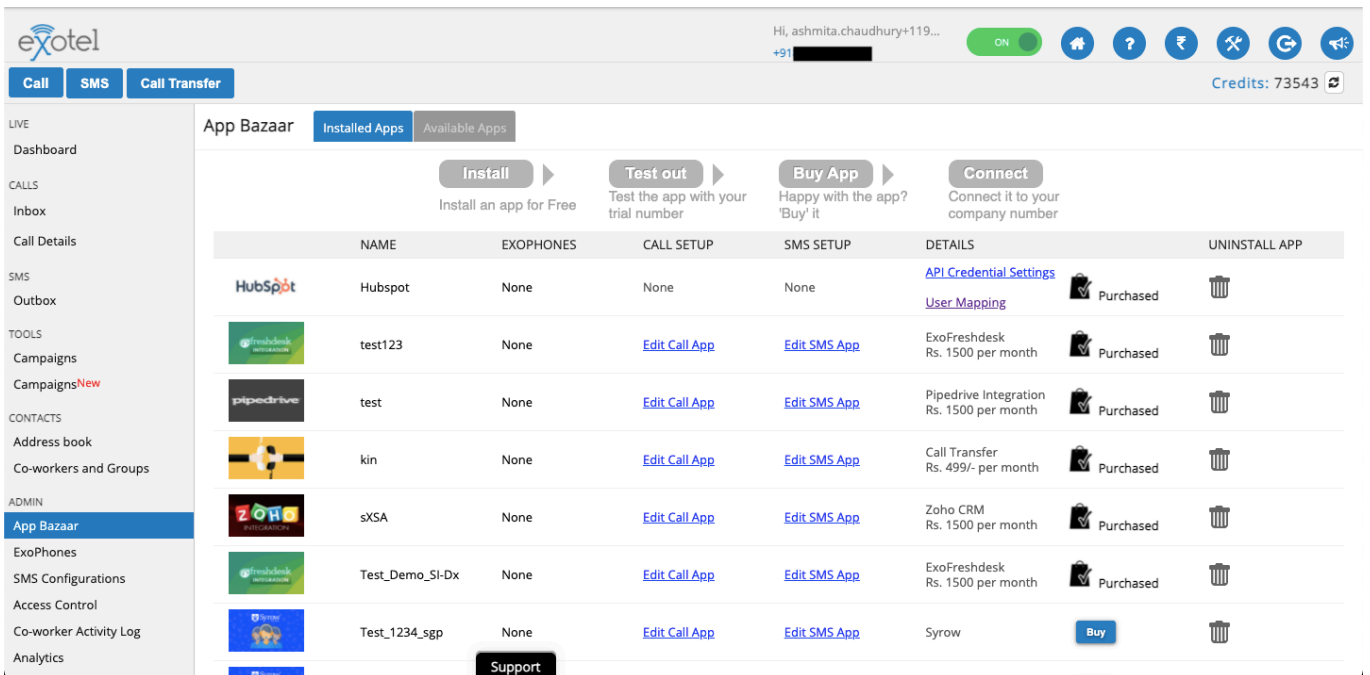 exotel
Hi, ashmita.chaudhury+119...
+91
ON
Call SMS Call Transfer
Credits: 73543
LIVE
Dashboard
CALLS
Inbox
Call Details
SMS
Outbox
TOOLS
Campaigns
CampaignsNew
CONTACTS
Address book
Co-workers and Groups
ADMIN
App Bazaar
ExoPhones
SMS Configurations
Access Control
Co-worker Activity Log
Analytics
App Bazaar Installed Apps Available Apps
Install Test out Buy App Connect
Install an app for Free
Test the app with your
trial number
Happy with the app?
'Buy' it
Connect it to your
company number
NAME EXOPHONES CALL SETUP SMS SETUP DETAILS UNINSTALL APP
HubSpot Hubspot None None None API Credential Settings
User Mapping Purchased
freshdesk
INTEGRATION
test123 None Edit Call App Edit SMS App ExoFreshdesk
Rs. 1500 per month Purchased
pipedrive test None Edit Call App Edit SMS App Pipedrive Integration
Rs. 1500 per month Purchased
kin None Edit Call App Edit SMS App Call Transfer
Rs. 499/- per month Purchased
ZOHO
INTEGRATION
sXSA None Edit Call App Edit SMS App Zoho CRM
Rs. 1500 per month Purchased
freshdesk
INTEGRATION
Test_Demo_SI-Dx None Edit Call App Edit SMS App ExoFreshdesk
Rs. 1500 per month Purchased
Syrow
Test_1234_sgp None Edit Call App Edit SMS App Syrow Buy
Support